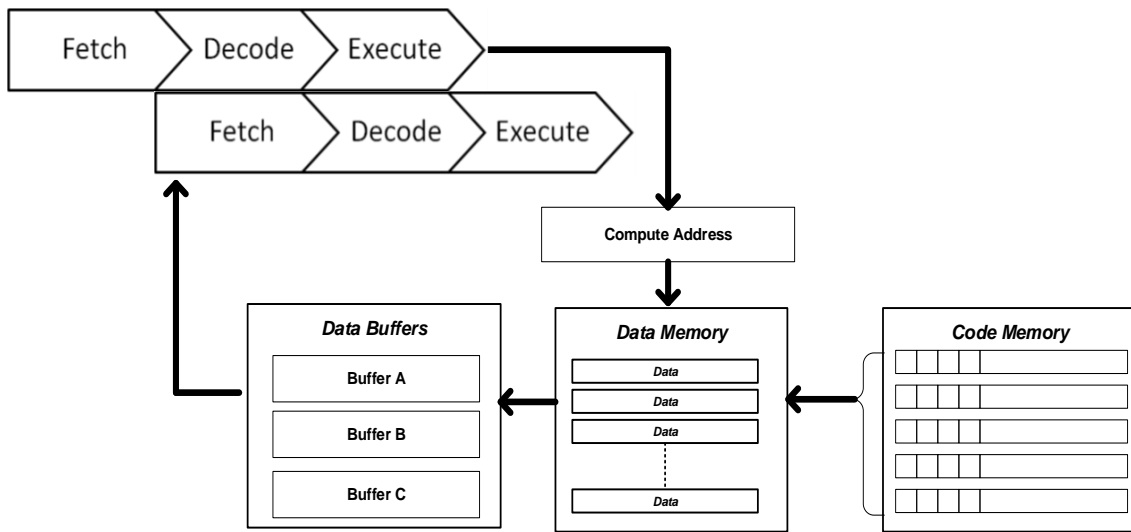 Fetch Decode Execute
Fetch Decode Execute
Compute Address
Data Buffers
Buffer A
Buffer B
Buffer C
Data Memory
Data
Data
Data
Data
Code Memory